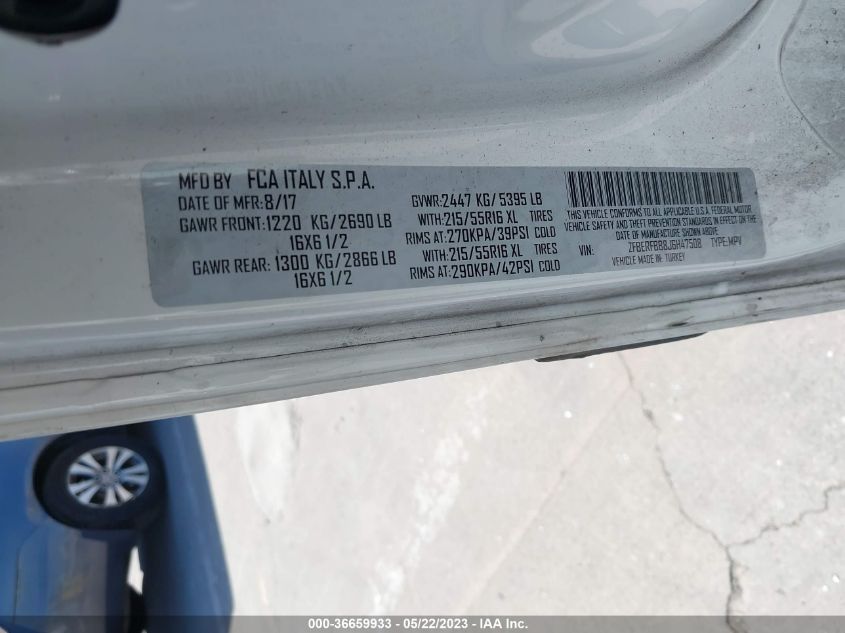 MFD BY FCA ITALY S.P.A.
DATE OF MFR: 8/17
GAWR FRONT: 1220 KG/2690 LB
16X6 1/2
GAWR REAR: 1300 KG/2866 LB
16X6 1/2
GVWR: 2447 KG/ 5395 LB
WITH: 215/55R16 XL TIRES
RIMS AT: 270KPA/39PSI COLD
WITH: 215/55R16 XL TIRES
RIMS AT: 290KPA/42PSI COLD
THIS VEHICLE CONFORMS TO ALL APPLICABLE U.S. FEDERAL MOTOR
VEHICLE SAFETY AND THEFT PREVENTION STANDARDS IN EFFECT ON THE
DATE OF MANUFACTURE SHOWN ABOVE.
VIN: ZFBERFBB8J6H47508 TYPE: MPV
VEHICLE MADE IN: TURKEY
000-36659933 - 05/22/2023 - IAA Inc.